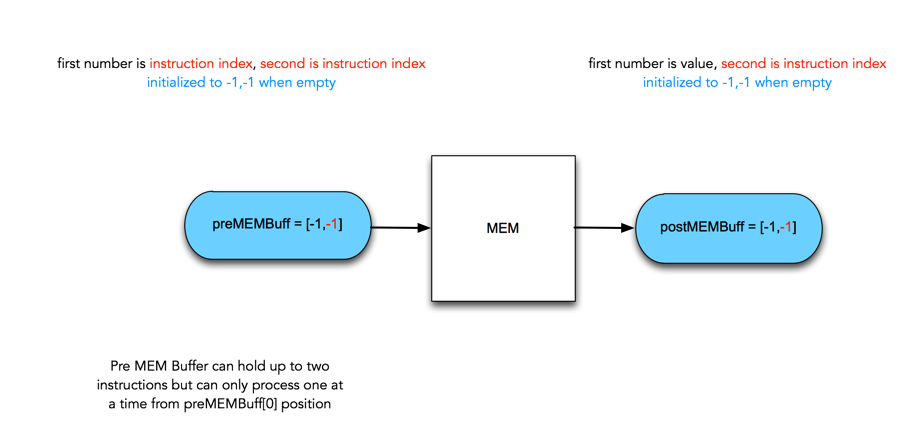 first number is instruction index, second is instruction index
initialized to -1,-1 when empty
first number is value, second is instruction index
initialized to -1,-1 when empty
preMEMBuff = [-1,-1]
MEM
postMEMBuff = [-1,-1]
Pre MEM Buffer can hold up to two
instructions but can only process one at
a time from preMEMBuff[0] position